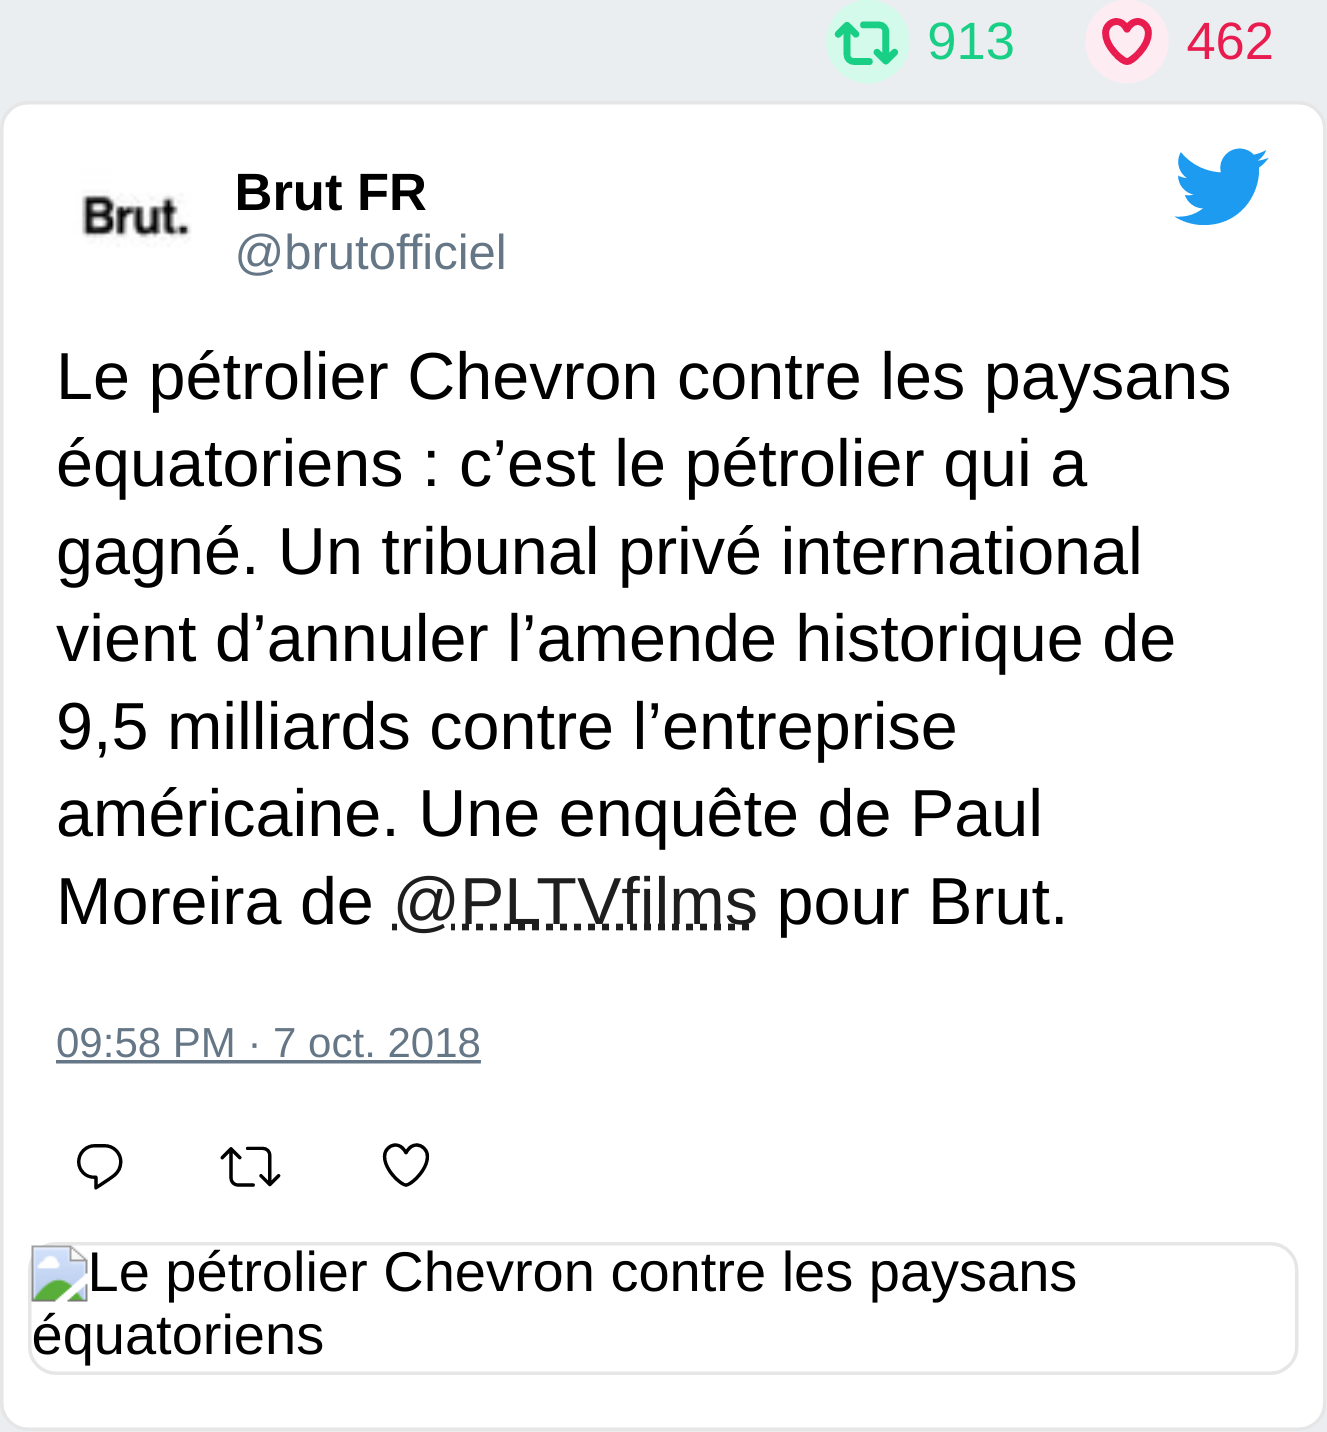 913 462
Brut.
Brut FR
@brutofficiel
Le pétrolier Chevron contre les paysans
équatoriens : c’est le pétrolier qui a
gagné. Un tribunal privé international
vient d’annuler l’amende historique de
9,5 milliards contre l’entreprise
américaine. Une enquête de Paul
Moreira de @PLTVfilms pour Brut.
09:58 PM · 7 oct. 2018
Le pétrolier Chevron contre les paysans
équatoriens